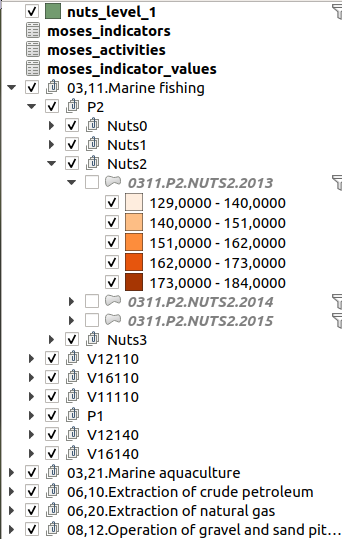 nuts_level_1
moses_indicators
moses_activities
moses_indicator_values
03,11.Marine fishing
P2
Nuts0
Nuts1
Nuts2
0311.P2.NUTS2.2013
129,0000 - 140,0000
140,0000 - 151,0000
151,0000 - 162,0000
162,0000 - 173,0000
173,0000 - 184,0000
0311.P2.NUTS2.2014
0311.P2.NUTS2.2015
Nuts3
V12110
V16110
V11110
P1
V12140
V16140
03,21.Marine aquaculture
06,10.Extraction of crude petroleum
06,20.Extraction of natural gas
08,12.Operation of gravel and sand pit...